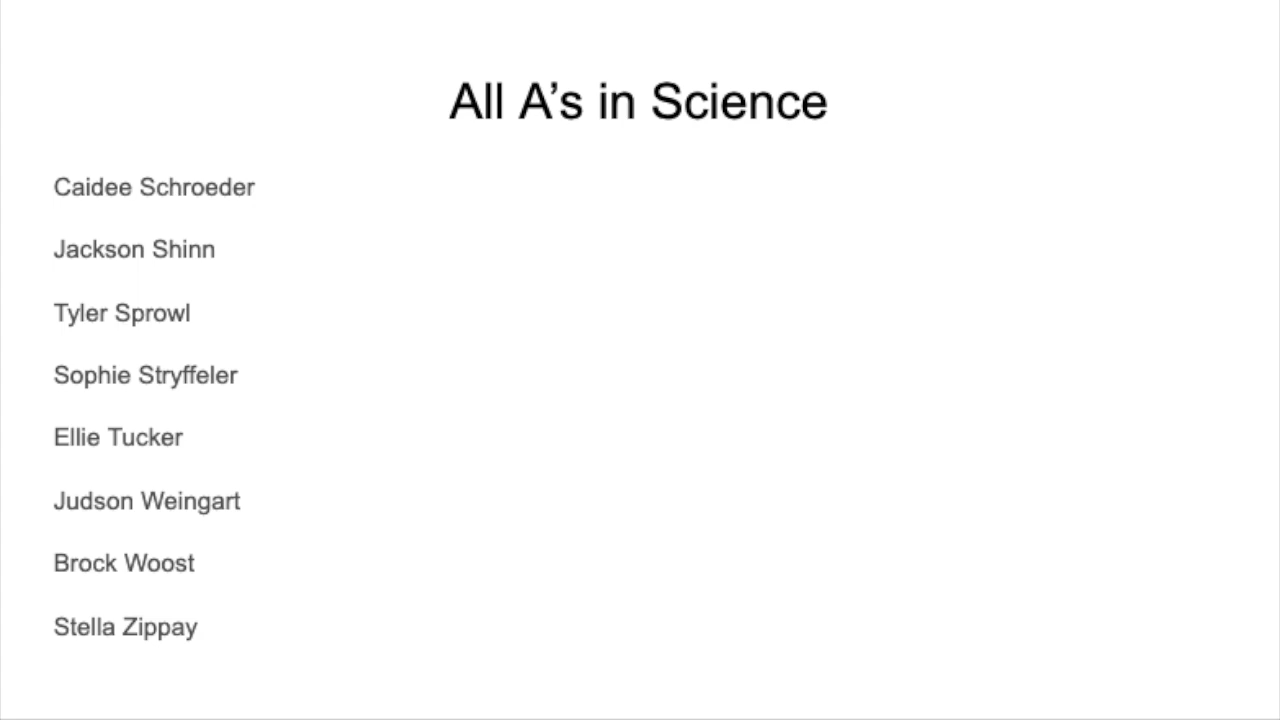 All A’s in Science
Caidee Schroeder
Jackson Shinn
Tyler Sprowl
Sophie Stryffeler
Ellie Tucker
Judson Weingart
Brock Woost
Stella Zippay